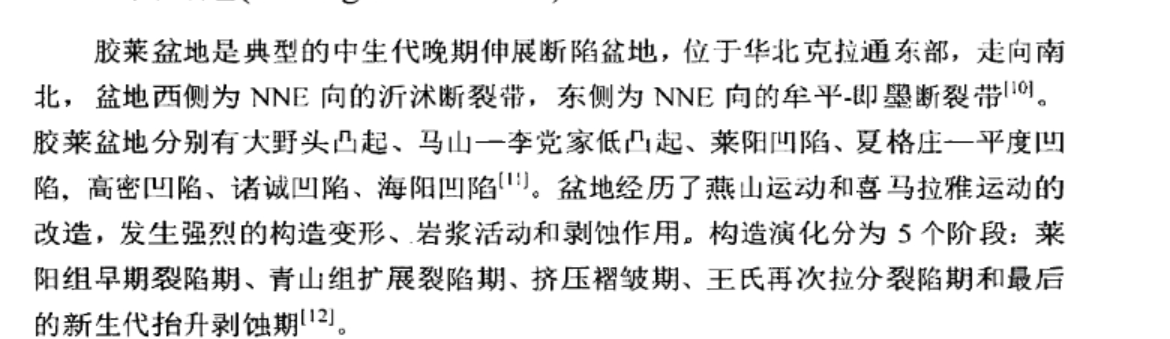 胶莱盆地是典型的中生代晚期伸展断陷盆地，位于华北克拉通东部，走向南
北， 盆地西侧为 NNE 向的沂沭断裂带，东侧为 NNE 向的牟平-即墨断裂带[10]。
胶莱盆地分别有大野头凸起、马山—李党家低凸起、莱阳凹陷、夏格庄—平度凹
陷，高密凹陷、诸诚凹陷、海阳凹陷[11]。盆地经历了燕山运动和喜马拉雅运动的
改造，发生强烈的构造变形、岩浆活动和剥蚀作用。构造演化分为 5 个阶段：莱
阳组早期裂陷期、青山组扩展裂陷期、挤压褶皱期、王氏再次拉分裂陷期和最后
的新生代抬升剥蚀期[12]。